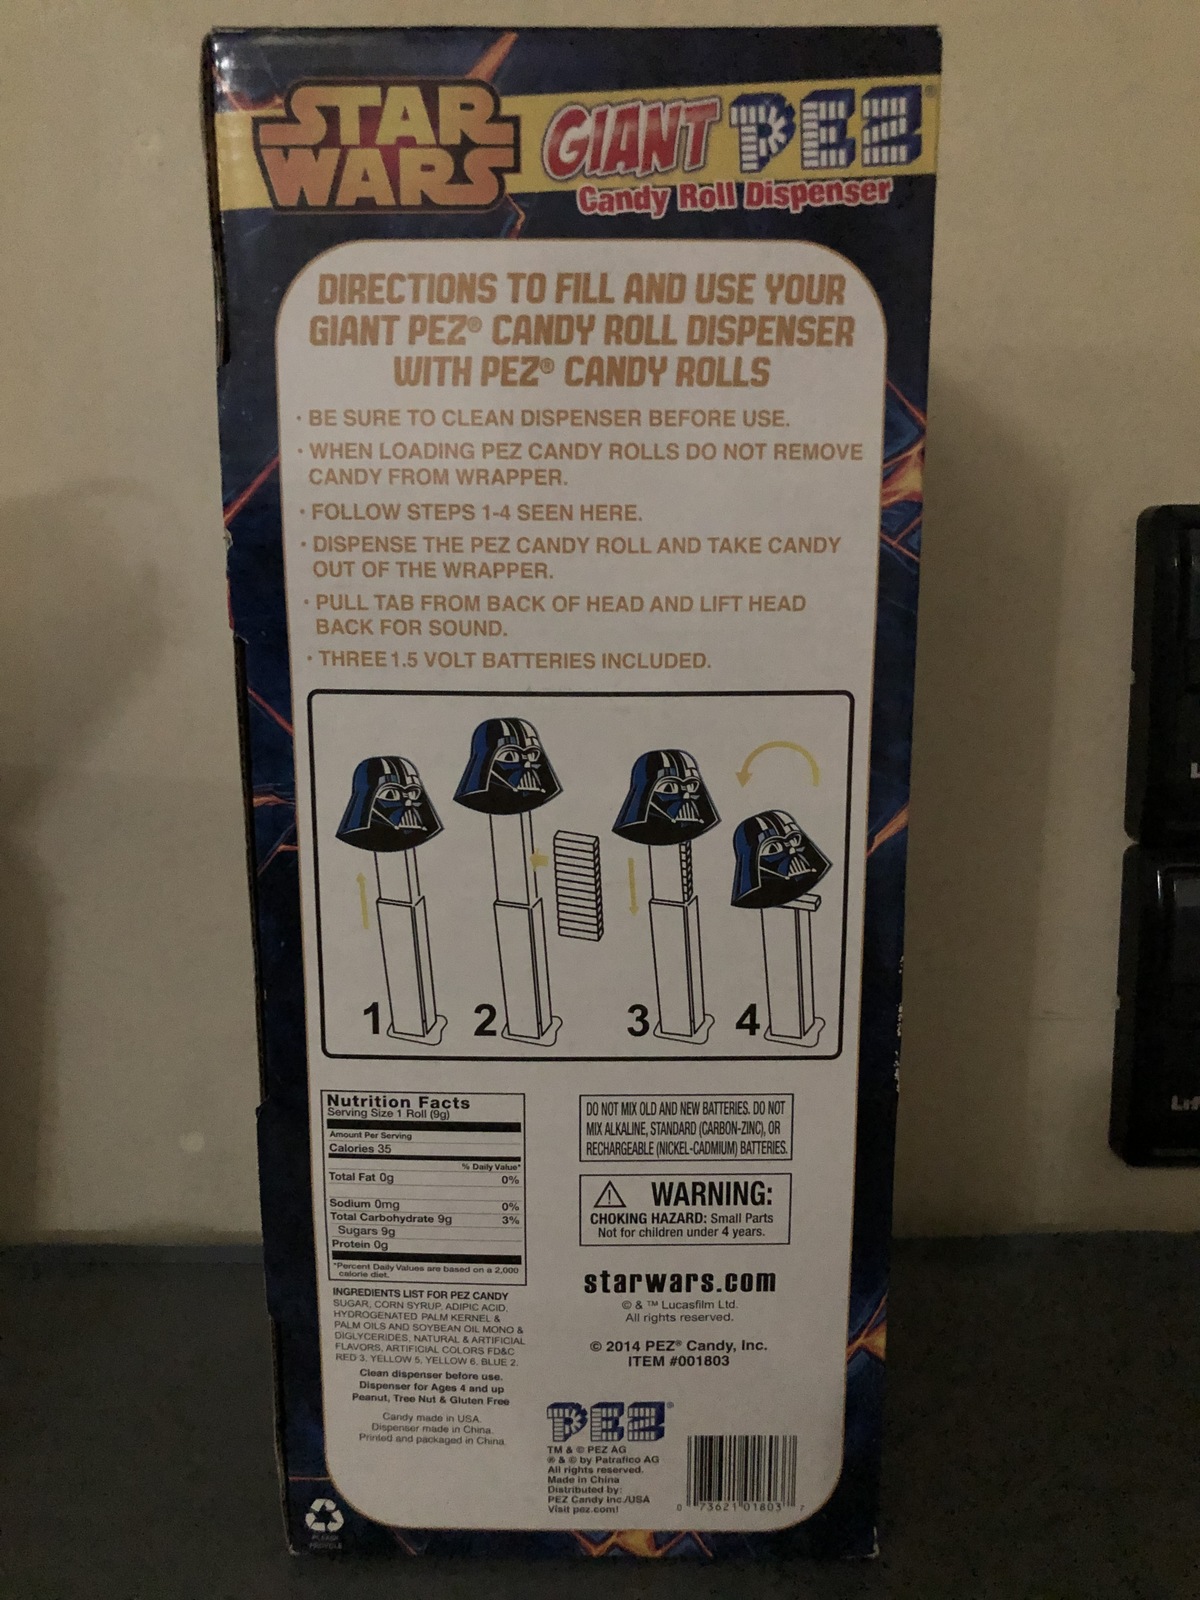 STAR
WARS
GIANT PEZ®
Candy Roll Dispenser
DIRECTIONS TO FILL AND USE YOUR
GIANT PEZ® CANDY ROLL DISPENSER
WITH PEZ® CANDY ROLLS
• BE SURE TO CLEAN DISPENSER BEFORE USE.
• WHEN LOADING PEZ CANDY ROLLS DO NOT REMOVE
CANDY FROM WRAPPER.
• FOLLOW STEPS 1-4 SEEN HERE.
• DISPENSE THE PEZ CANDY ROLL AND TAKE CANDY
OUT OF THE WRAPPER.
• PULL TAB FROM BACK OF HEAD AND LIFT HEAD
BACK FOR SOUND.
• THREE 1.5 VOLT BATTERIES INCLUDED.
1 2 3 4
Nutrition Facts
Serving Size 1 Roll (9g)
Amount Per Serving
Calories 35
% Daily Value*
Total Fat 0g 0%
Sodium 0mg 0%
Total Carbohydrate 9g 3%
Sugars 9g
Protein 0g
*Percent Daily Values are based on a 2,000
calorie diet.
INGREDIENTS LIST FOR PEZ CANDY
SUGAR, CORN SYRUP, ADIPIC ACID,
HYDROGENATED PALM KERNEL &
PALM OILS AND SOYBEAN OIL MONO &
DIGLYCERIDES, NATURAL & ARTIFICIAL
FLAVORS, ARTIFICIAL COLORS FD&C
RED 3, YELLOW 5, YELLOW 6, BLUE 2.
Clean dispenser before use.
Dispenser for Ages 4 and up
Peanut, Tree Nut & Gluten Free
Candy made in USA.
Dispenser made in China.
Printed and packaged in China.
PLEASE
RECYCLE
DO NOT MIX OLD AND NEW BATTERIES. DO NOT
MIX ALKALINE, STANDARD (CARBON-ZINC), OR
RECHARGEABLE (NICKEL-CADMIUM) BATTERIES.
WARNING:
CHOKING HAZARD: Small Parts
Not for children under 4 years.
starwars.com
© & ™ Lucasfilm Ltd.
All rights reserved.
© 2014 PEZ® Candy, Inc.
ITEM #001803
PEZ®
TM & © PEZ AG
® & © by Patrafico AG
All rights reserved.
Made in China
Distributed by:
PEZ Candy Inc./USA
Visit pez.com!
0 73621 01803 7